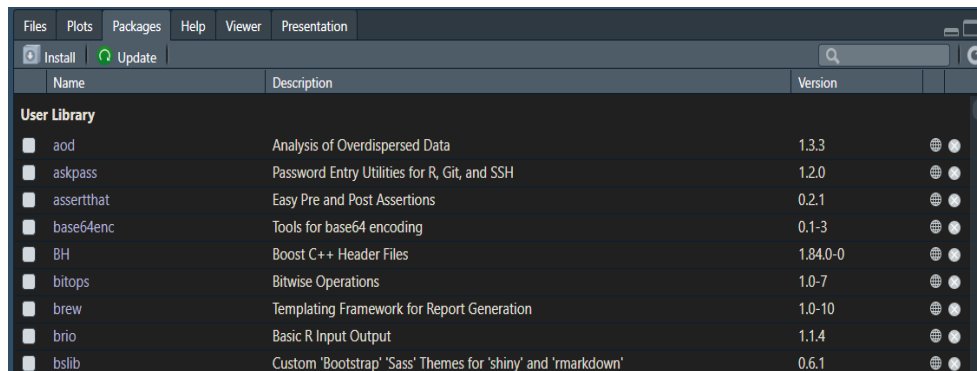 Files Plots Packages Help Viewer Presentation
Install Update
Name Description Version
User Library
aod Analysis of Overdispersed Data 1.3.3
askpass Password Entry Utilities for R, Git, and SSH 1.2.0
assertthat Easy Pre and Post Assertions 0.2.1
base64enc Tools for base64 encoding 0.1-3
BH Boost C++ Header Files 1.84.0-0
bitops Bitwise Operations 1.0-7
brew Templating Framework for Report Generation 1.0-10
brio Basic R Input Output 1.1.4
bslib Custom 'Bootstrap' 'Sass' Themes for 'shiny' and 'rmarkdown' 0.6.1